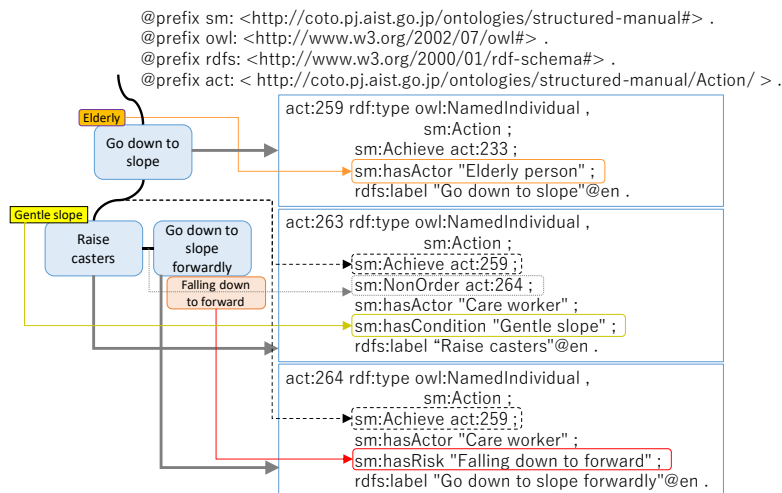 @prefix sm: <http://coto.pj.aist.go.jp/ontologies/structured-manual#> .
@prefix owl: <http://www.w3.org/2002/07/owl#> .
@prefix rdfs: <http://www.w3.org/2000/01/rdf-schema#> .
@prefix act: < http://coto.pj.aist.go.jp/ontologies/structured-manual/Action/ > .
Elderly
Go down to
slope
act:259 rdf:type owl:NamedIndividual ,
sm:Action ;
sm:Achieve act:233 ;
sm:hasActor "Elderly person" ;
rdfs:label "Go down to slope"@en .
Gentle slope
Raise
casters
Go down to
slope
forwardly
Falling down
to forward
act:263 rdf:type owl:NamedIndividual ,
sm:Action ;
sm:Achieve act:259 ;
sm:NonOrder act:264 ;
sm:hasActor "Care worker" ;
sm:hasCondition "Gentle slope" ;
rdfs:label “Raise casters"@en .
act:264 rdf:type owl:NamedIndividual ,
sm:Action ;
sm:Achieve act:259 ;
sm:hasActor "Care worker" ;
sm:hasRisk "Falling down to forward" ;
rdfs:label "Go down to slope forwardly"@en .